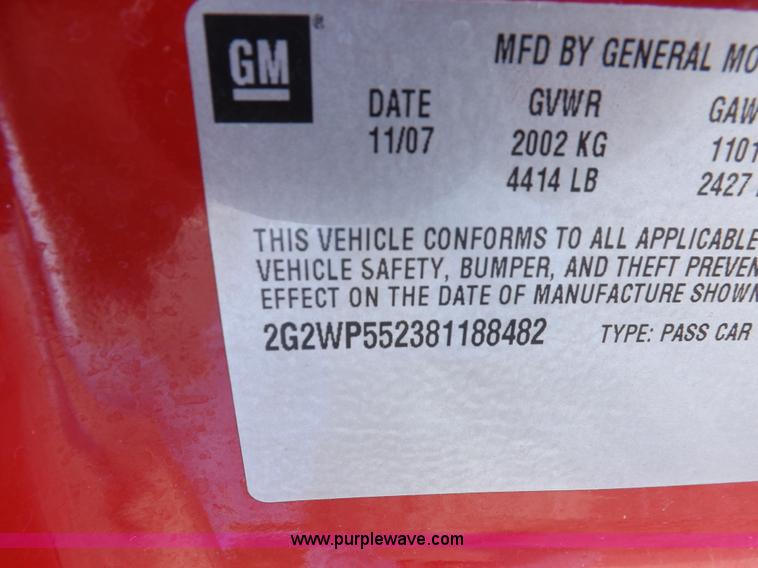 GM®
MFD BY GENERAL MO
DATE GVWR GAW
11/07 2002 KG 1101
4414 LB 2427
THIS VEHICLE CONFORMS TO ALL APPLICABLE
VEHICLE SAFETY, BUMPER, AND THEFT PREVEN
EFFECT ON THE DATE OF MANUFACTURE SHOWN
2G2WP552381188482 TYPE: PASS CAR
www.purplewave.com